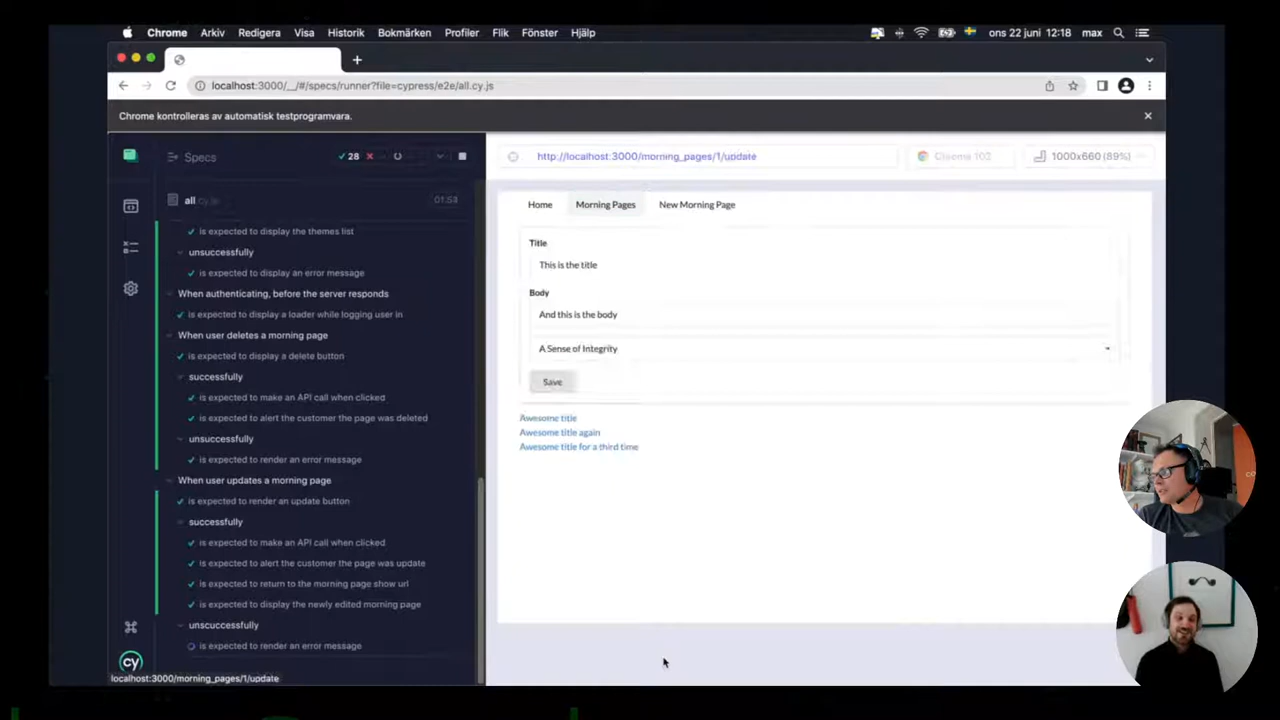 Chrome Arkiv Redigera Visa Historik Bokmärken Profiler Flik Fönster Hjälp ons 22 juni 12:18 max
localhost:3000/__/#/specs/runner?file=cypress/e2e/all.cy.js
Chrome kontrolleras av automatisk testprogramvara.
Specs 28
http://localhost:3000/morning_pages/1/update Chrome 102 1000x660 (89%)
all.cy.js 01:53
Home Morning Pages New Morning Page
is expected to display the themes list
unsuccessfully
is expected to display an error message
When authenticating, before the server responds
is expected to display a loader while logging user in
When user deletes a morning page
is expected to display a delete button
successfully
is expected to make an API call when clicked
is expected to alert the customer the page was deleted
unsuccessfully
is expected to render an error message
When user updates a morning page
is expected to render an update button
successfully
is expected to make an API call when clicked
is expected to alert the customer the page was update
is expected to return to the morning page show url
is expected to display the newly edited morning page
unscuccessfully
is expected to render an error message
Title
This is the title
Body
And this is the body
A Sense of Integrity
Save
Awesome title
Awesome title again
Awesome title for a third time
cy
localhost:3000/morning_pages/1/update